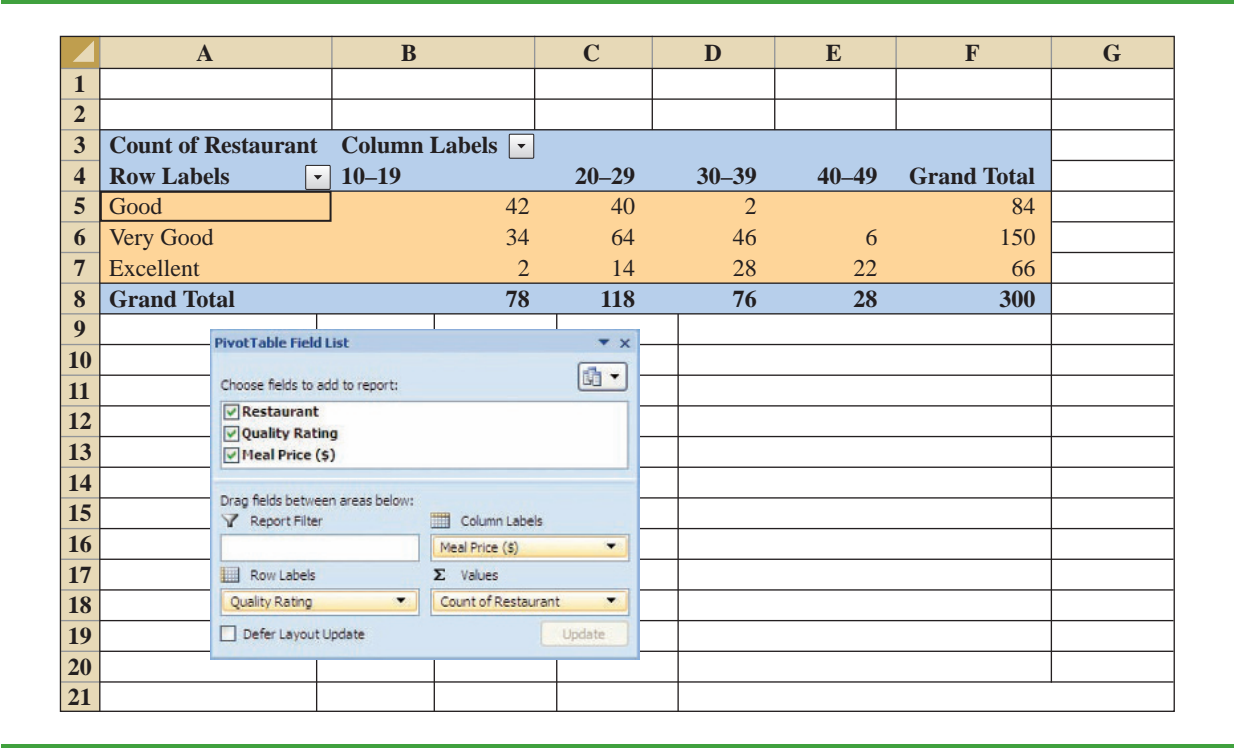 A B C D E F G
1
2
3 Count of Restaurant Column Labels
4 Row Labels 10–19 20–29 30–39 40–49 Grand Total
5 Good 42 40 2 84
6 Very Good 34 64 46 6 150
7 Excellent 2 14 28 22 66
8 Grand Total 78 118 76 28 300
9
PivotTable Field List
10
11
Choose fields to add to report:
12
Restaurant
Quality Rating
13
Meal Price ($)
14
15
Drag fields between areas below:
Report Filter Column Labels
16
Meal Price ($)
17
Row Labels Σ Values
18
Quality Rating Count of Restaurant
19
Defer Layout Update Update
20
21